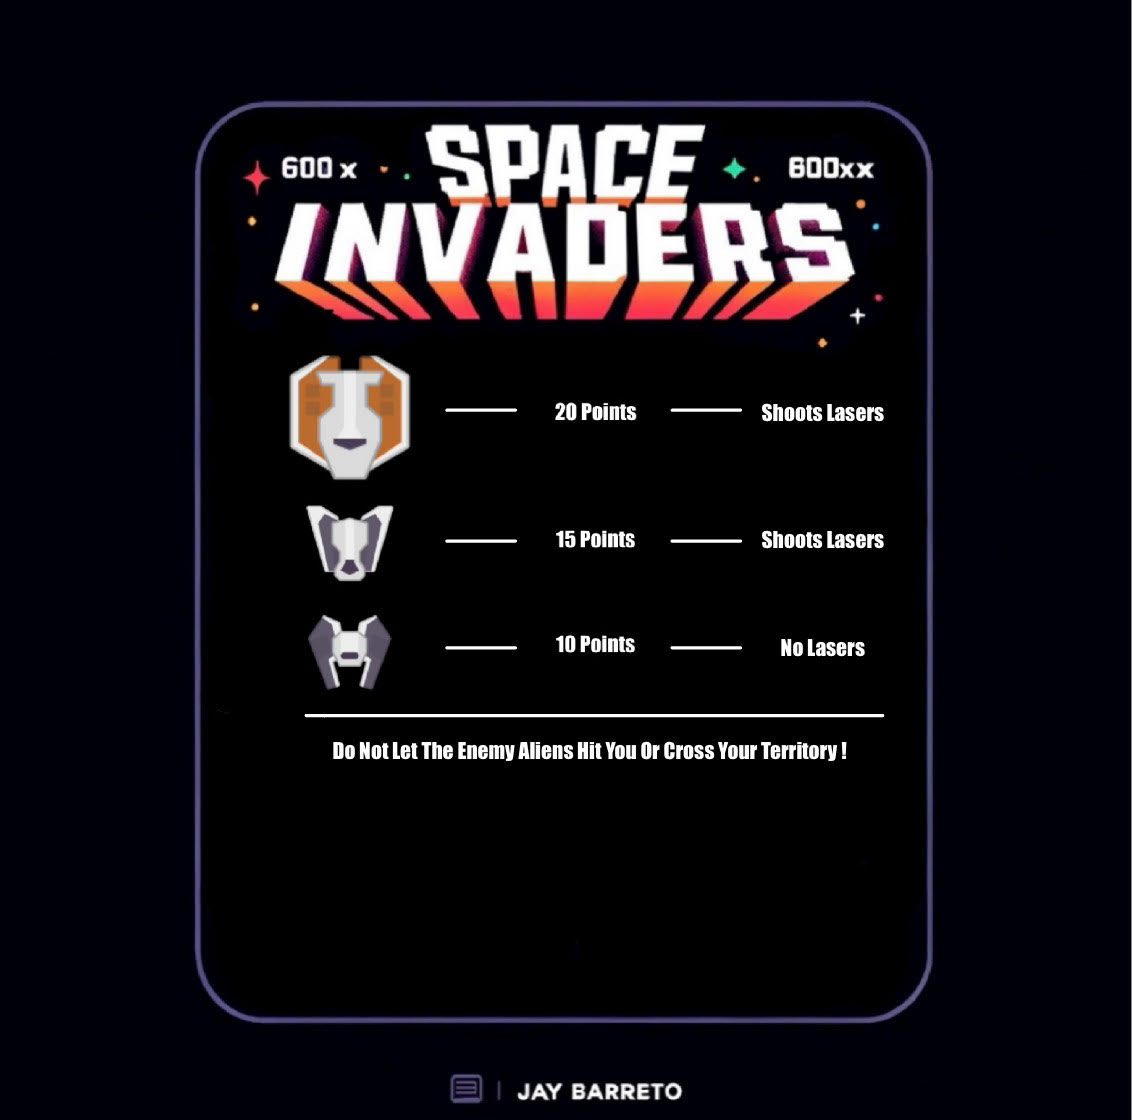 SPACE
600 x
600xx
INVADERS
20 Points
Shoots Lasers
15 Points
Shoots Lasers
10 Points
No Lasers
Do Not Let The Enemy Aliens Hit You Or Cross Your Territory !
JAY BARRETO